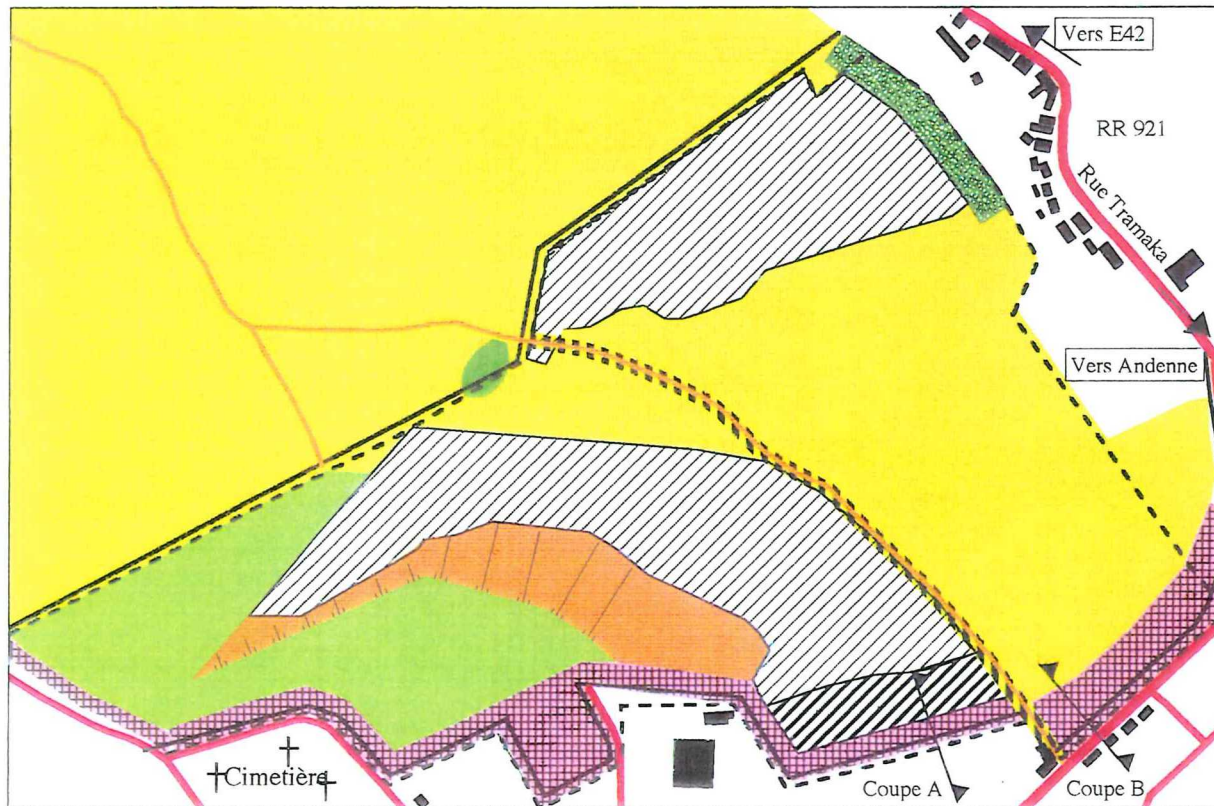 Vers E42
RR 921
Rue Tramaka
Vers Andenne
Cimetière
Coupe A
Coupe B